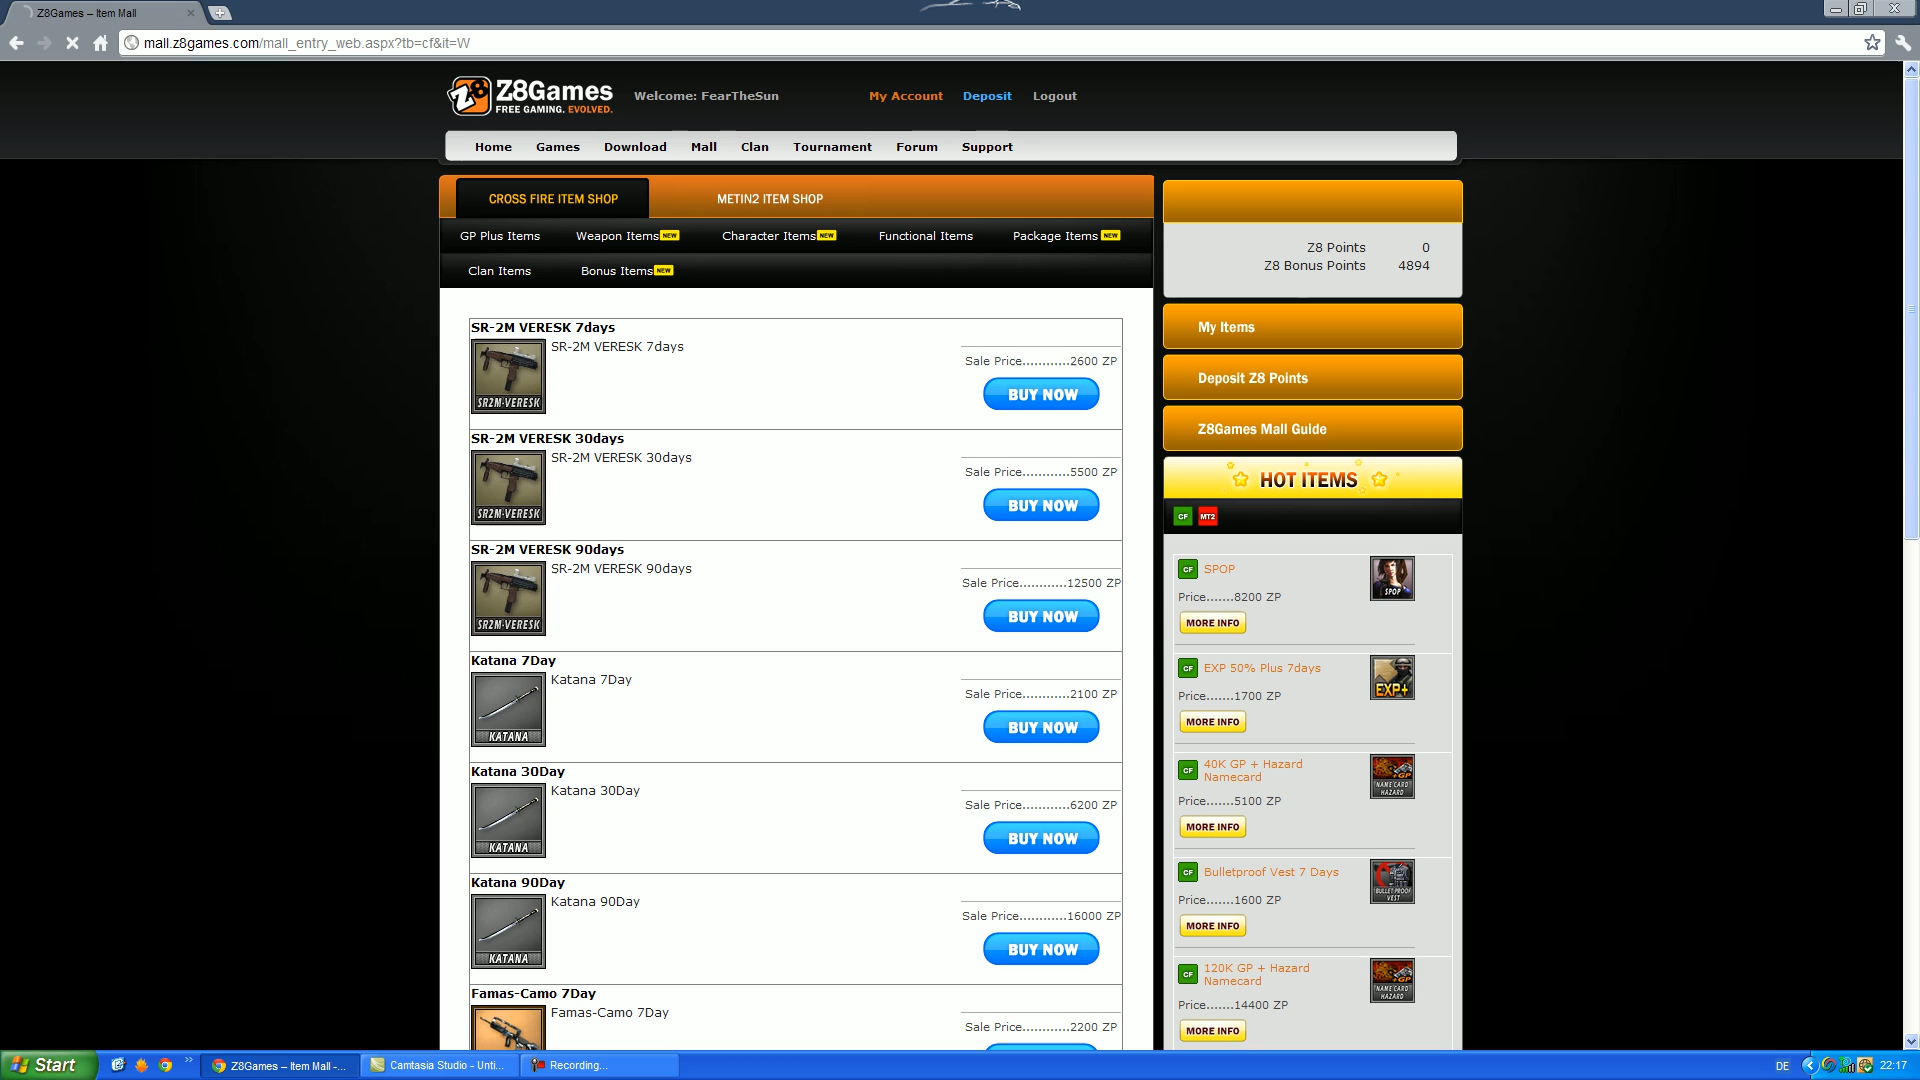 Z8Games – Item Mall
mall.z8games.com/mall_entry_web.aspx?tb=cf&it=W
Z8Games
FREE GAMING. EVOLVED.
Welcome: FearTheSun
My Account Deposit Logout
Home Games Download Mall Clan Tournament Forum Support
CROSS FIRE ITEM SHOP METIN2 ITEM SHOP
GP Plus Items Weapon Items NEW Character Items NEW Functional Items Package Items NEW
Clan Items Bonus Items NEW
SR-2M VERESK 7days
SR-2M VERESK 7days
SR2M-VERESK
Sale Price............2600 ZP
BUY NOW
SR-2M VERESK 30days
SR-2M VERESK 30days
SR2M-VERESK
Sale Price............5500 ZP
BUY NOW
SR-2M VERESK 90days
SR-2M VERESK 90days
SR2M-VERESK
Sale Price............12500 ZP
BUY NOW
Katana 7Day
Katana 7Day
KATANA
Sale Price............2100 ZP
BUY NOW
Katana 30Day
Katana 30Day
KATANA
Sale Price............6200 ZP
BUY NOW
Katana 90Day
Katana 90Day
KATANA
Sale Price............16000 ZP
BUY NOW
Famas-Camo 7Day
Famas-Camo 7Day
Sale Price............2200 ZP
Z8 Points 0
Z8 Bonus Points 4894
My Items
Deposit Z8 Points
Z8Games Mall Guide
HOT ITEMS
CF MT2
CF SPOP
SPOP
Price.......8200 ZP
MORE INFO
CF EXP 50% Plus 7days
EXP+
Price.......1700 ZP
MORE INFO
CF 40K GP + Hazard
Namecard
+GP
NAME CARD
HAZARD
Price.......5100 ZP
MORE INFO
CF Bulletproof Vest 7 Days
BULLET PROOF
VEST
Price.......1600 ZP
MORE INFO
CF 120K GP + Hazard
Namecard
+GP
NAME CARD
HAZARD
Price.......14400 ZP
MORE INFO
Start
Z8Games – Item Mall -...
Camtasia Studio - Unti...
Recording...
DE
22:17